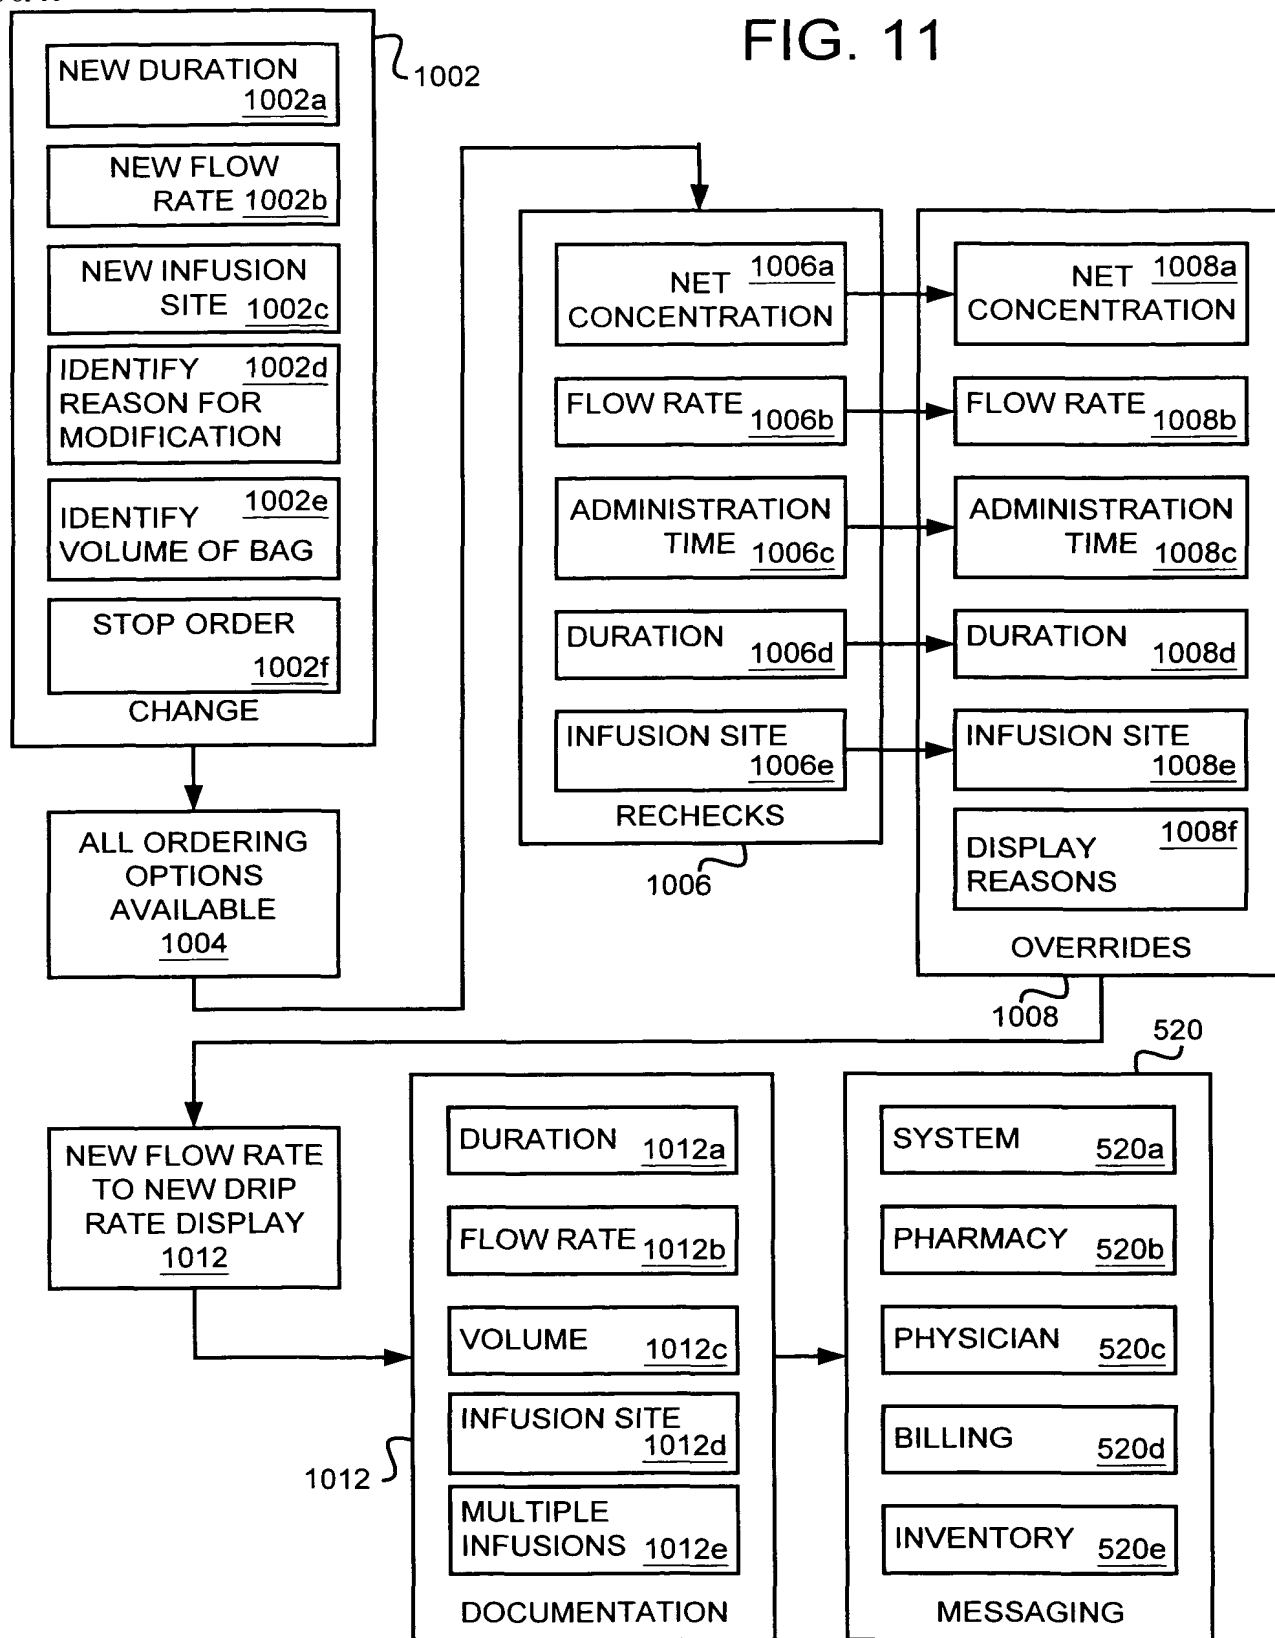 FIG. 11
NEW DURATION
1002a
NEW FLOW
RATE 1002b
NEW INFUSION
SITE 1002c
IDENTIFY 1002d
REASON FOR
MODIFICATION
1002e
IDENTIFY
VOLUME OF BAG
STOP ORDER
1002f
CHANGE
1002
ALL ORDERING
OPTIONS
AVAILABLE
1004
1006a
NET
CONCENTRATION
FLOW RATE
1006b
ADMINISTRATION
TIME 1006c
DURATION
1006d
INFUSION SITE
1006e
RECHECKS
1006
1008a
NET
CONCENTRATION
FLOW RATE
1008b
ADMINISTRATION
TIME 1008c
DURATION
1008d
INFUSION SITE
1008e
1008f
DISPLAY
REASONS
OVERRIDES
1008
NEW FLOW RATE
TO NEW DRIP
RATE DISPLAY
1012
DURATION
1012a
FLOW RATE 1012b
VOLUME
1012c
INFUSION SITE
1012d
MULTIPLE
INFUSIONS 1012e
DOCUMENTATION
1012
520
SYSTEM
520a
PHARMACY
520b
PHYSICIAN
520c
BILLING
520d
INVENTORY
520e
MESSAGING